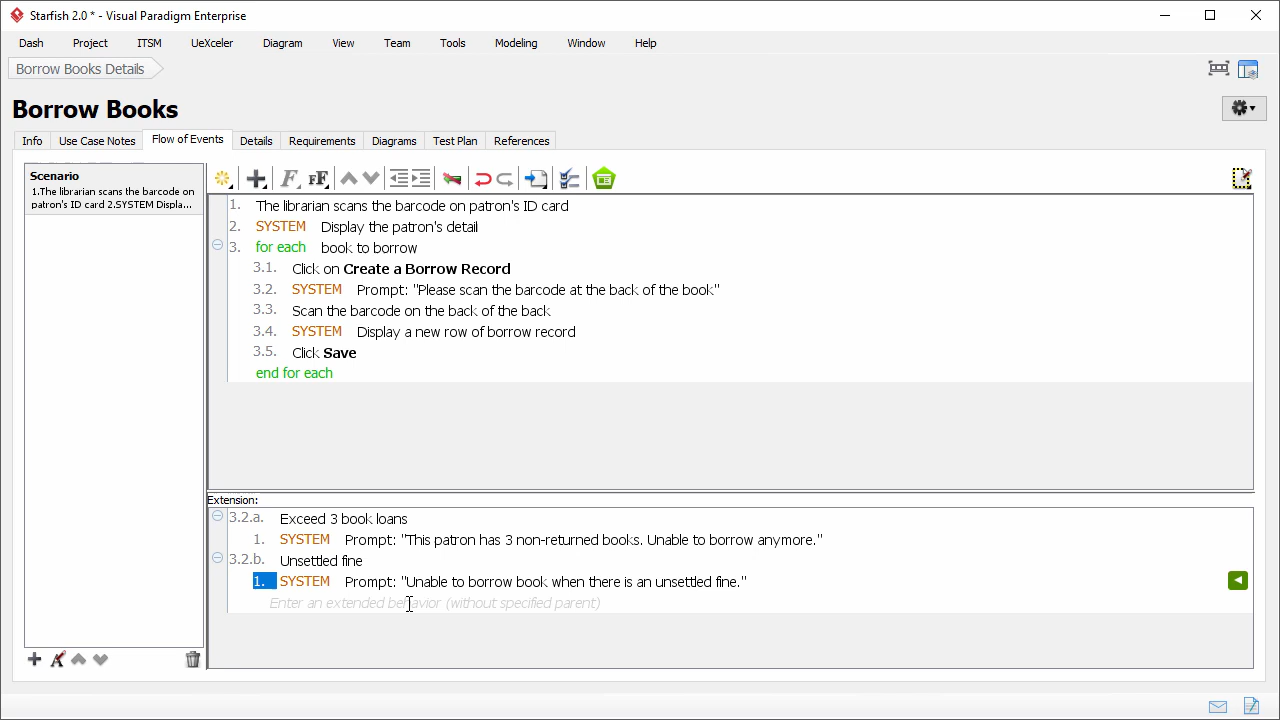 Starfish 2.0 * - Visual Paradigm Enterprise
Dash Project ITSM UeXceler Diagram View Team Tools Modeling Window Help
Borrow Books Details
Borrow Books
Info Use Case Notes Flow of Events Details Requirements Diagrams Test Plan References
Scenario
1.The librarian scans the barcode on
patron's ID card 2.SYSTEM Displa...
1. The librarian scans the barcode on patron's ID card
2. SYSTEM Display the patron's detail
3. for each book to borrow
3.1. Click on Create a Borrow Record
3.2. SYSTEM Prompt: "Please scan the barcode at the back of the book"
3.3. Scan the barcode on the back of the back
3.4. SYSTEM Display a new row of borrow record
3.5. Click Save
end for each
Extension:
3.2.a. Exceed 3 book loans
1. SYSTEM Prompt: "This patron has 3 non-returned books. Unable to borrow anymore."
3.2.b. Unsettled fine
1. SYSTEM Prompt: "Unable to borrow book when there is an unsettled fine."
Enter an extended behavior (without specified parent)